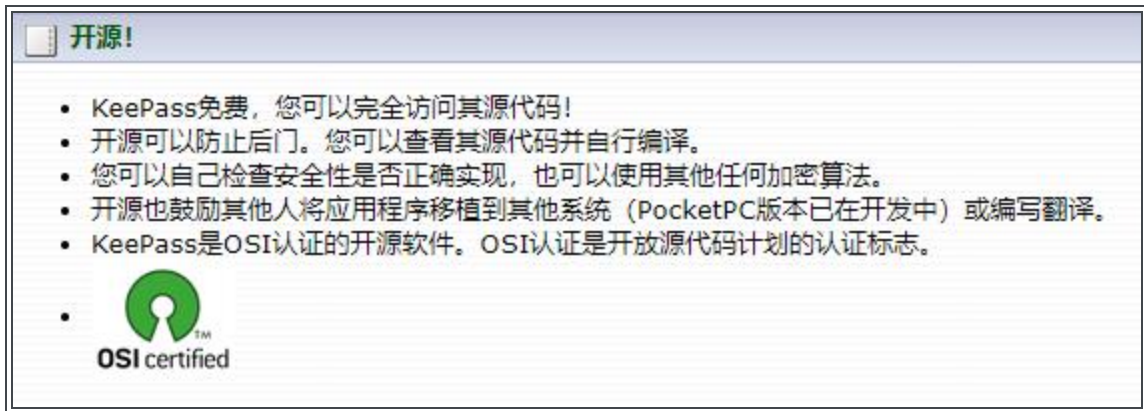 开源!
KeePass免费，您可以完全访问其源代码！
开源可以防止后门。您可以查看其源代码并自行编译。
您可以自己检查安全性是否正确实现，也可以使用其他任何加密算法。
开源也鼓励其他人将应用程序移植到其他系统（PocketPC版本已在开发中）或编写翻译。
KeePass是OSI认证的开源软件。OSI认证是开放源代码计划的认证标志。
TM
OSI certified